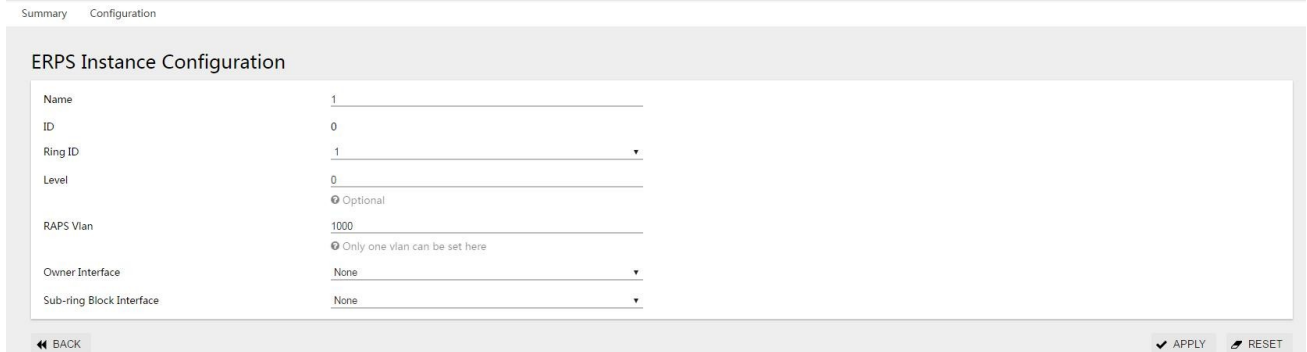 Summary Configuration
ERPS Instance Configuration
Name 1
ID 0
Ring ID 1
Level 0
Optional
RAPS Vlan 1000
Only one vlan can be set here
Owner Interface None
Sub-ring Block Interface None
BACK APPLY RESET